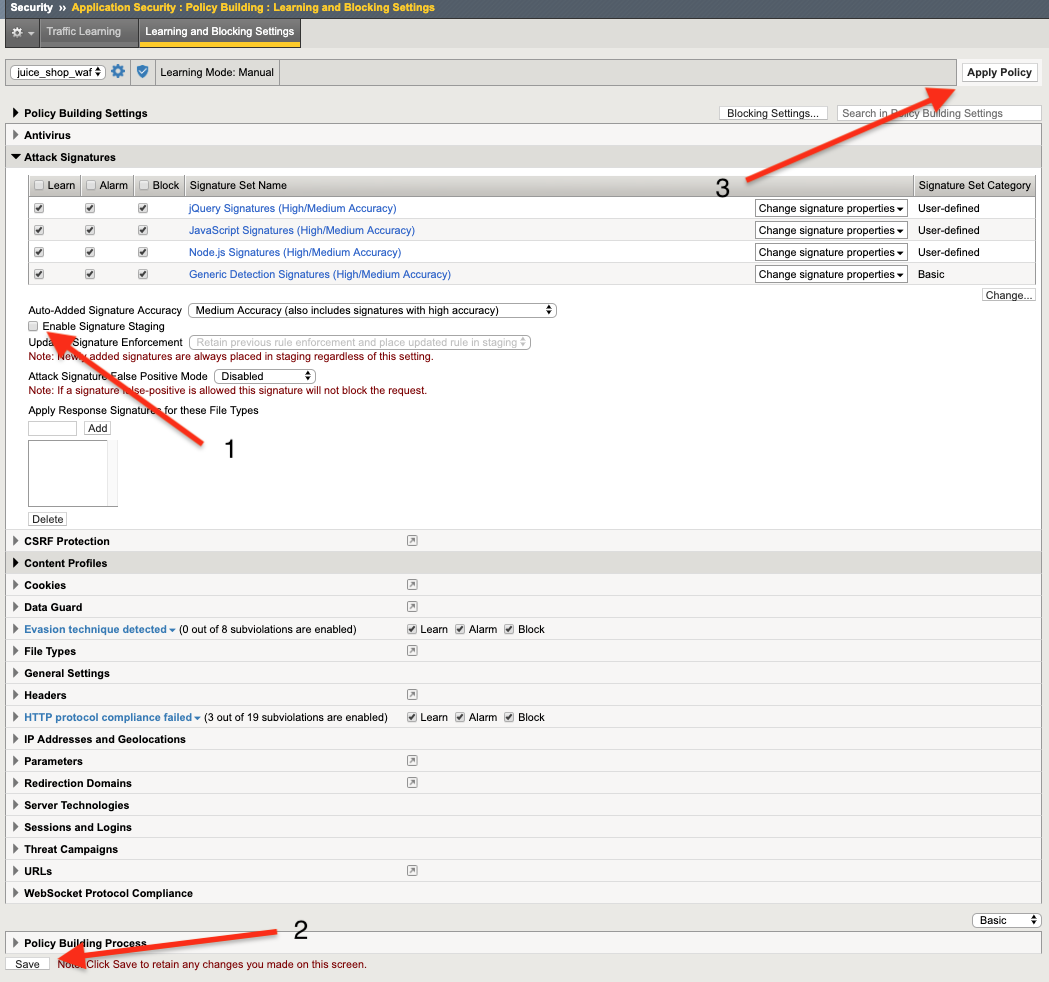 Security ›› Application Security : Policy Building : Learning and Blocking Settings
Traffic Learning Learning and Blocking Settings
juice_shop_waf Learning Mode: Manual Apply Policy
Policy Building Settings Blocking Settings... Search in Policy Building Settings
Antivirus
Attack Signatures
3
Learn Alarm Block Signature Set Name Signature Set Category
jQuery Signatures (High/Medium Accuracy) Change signature properties User-defined
JavaScript Signatures (High/Medium Accuracy) Change signature properties User-defined
Node.js Signatures (High/Medium Accuracy) Change signature properties User-defined
Generic Detection Signatures (High/Medium Accuracy) Change signature properties Basic
Change...
Auto-Added Signature Accuracy Medium Accuracy (also includes signatures with high accuracy)
Enable Signature Staging
Updated Signature Enforcement Retain previous rule enforcement and place updated rule in staging
Note: Newly added signatures are always placed in staging regardless of this setting.
Attack Signature False Positive Mode Disabled
Note: If a signature false-positive is allowed this signature will not block the request.
Apply Response Signatures for these File Types
Add
1
Delete
CSRF Protection
Content Profiles
Cookies
Data Guard
Evasion technique detected (0 out of 8 subviolations are enabled) Learn Alarm Block
File Types
General Settings
Headers
HTTP protocol compliance failed (3 out of 19 subviolations are enabled) Learn Alarm Block
IP Addresses and Geolocations
Parameters
Redirection Domains
Server Technologies
Sessions and Logins
Threat Campaigns
URLs
WebSocket Protocol Compliance
Basic
2
Policy Building Process
Save Note: Click Save to retain any changes you made on this screen.